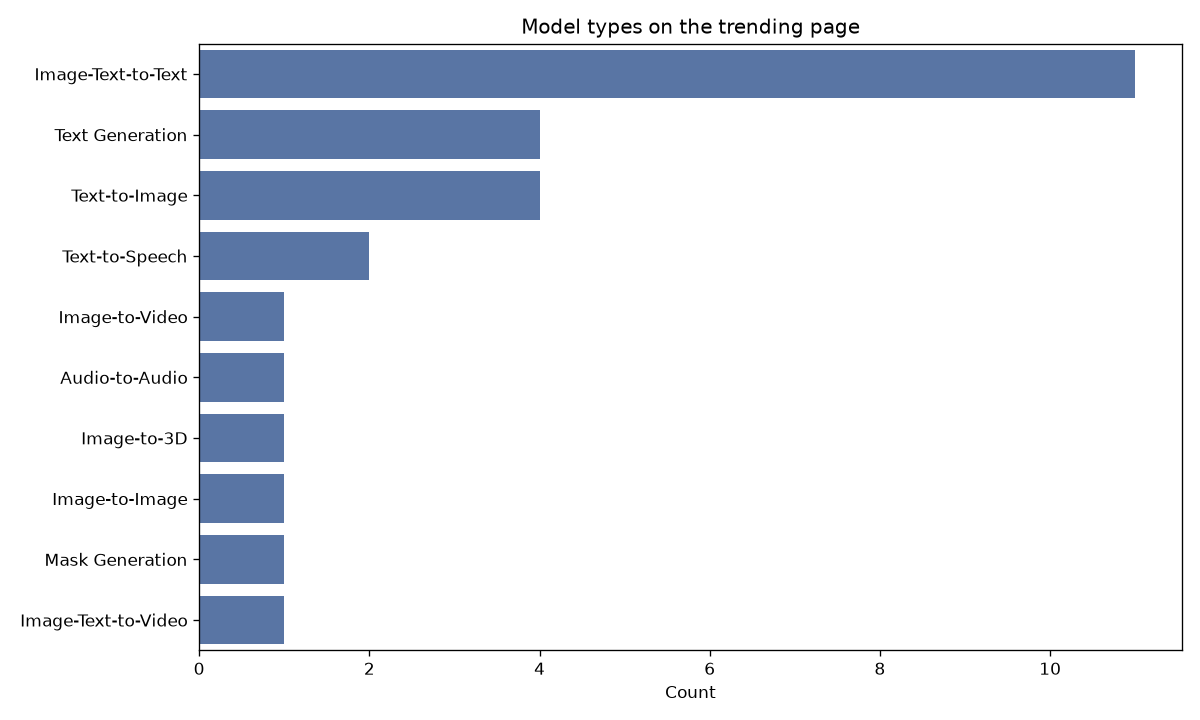 Model types on the trending page
Image-Text-to-Text
Text Generation
Text-to-Image
Text-to-Speech
Image-to-Video
Audio-to-Audio
Image-to-3D
Image-to-Image
Mask Generation
Image-Text-to-Video
0 2 4 6 8 10
Count